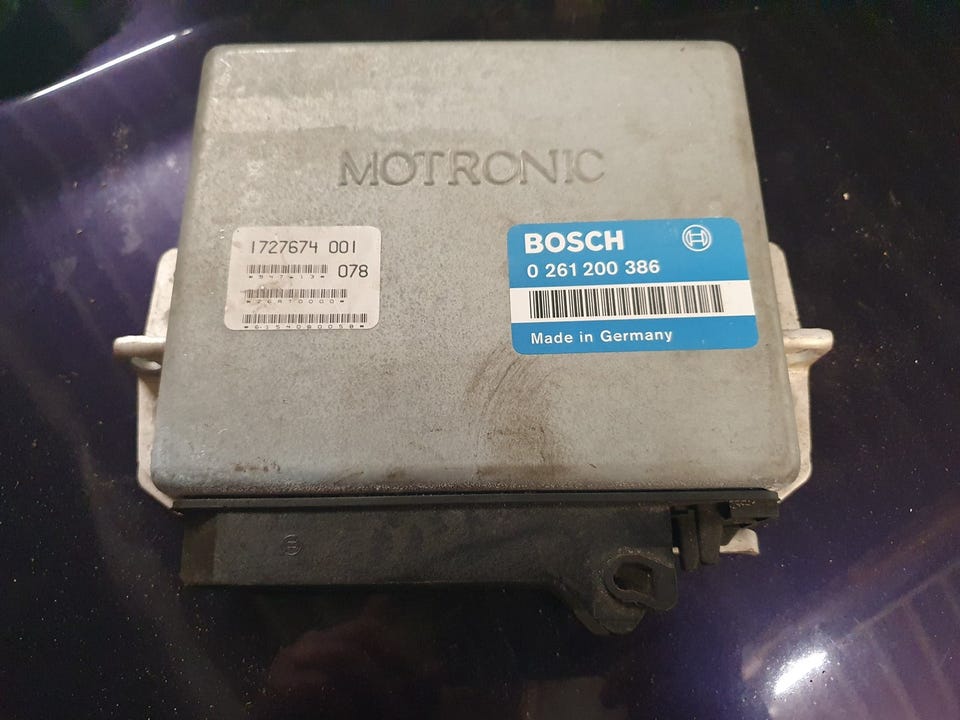 MOTRONIC
1727674 001
078
BOSCH
0 261 200 386
Made in Germany